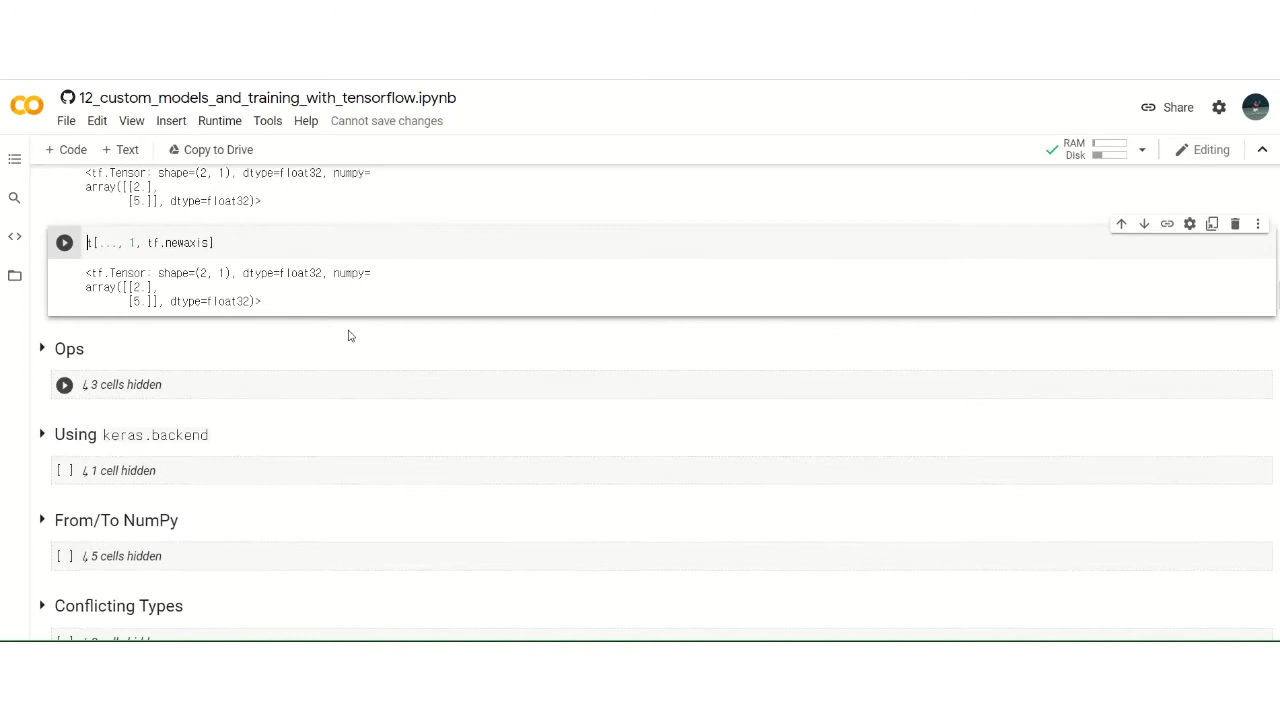 12_custom_models_and_training_with_tensorflow.ipynb
Share
File Edit View Insert Runtime Tools Help Cannot save changes
+ Code + Text Copy to Drive
RAM
Disk
Editing
<tf.Tensor: shape=(2, 1), dtype=float32, numpy=
array([[2.],
[5.]], dtype=float32)>
t[..., 1, tf.newaxis]
<tf.Tensor: shape=(2, 1), dtype=float32, numpy=
array([[2.],
[5.]], dtype=float32)>
Ops
3 cells hidden
Using keras.backend
[ ] 1 cell hidden
From/To NumPy
[ ] 5 cells hidden
Conflicting Types